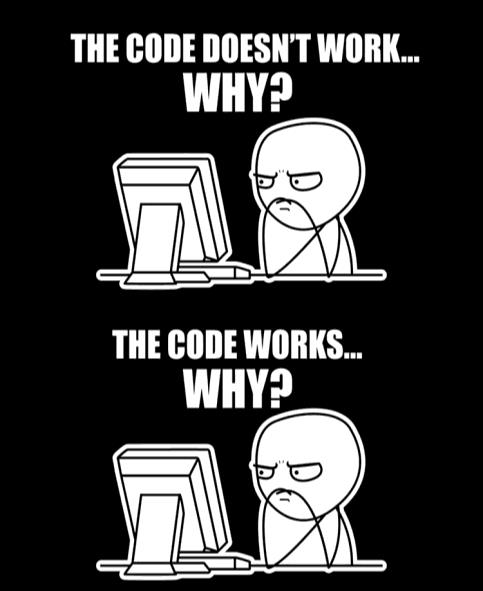 THE CODE DOESN'T WORK...
WHY?
THE CODE WORKS...
WHY?